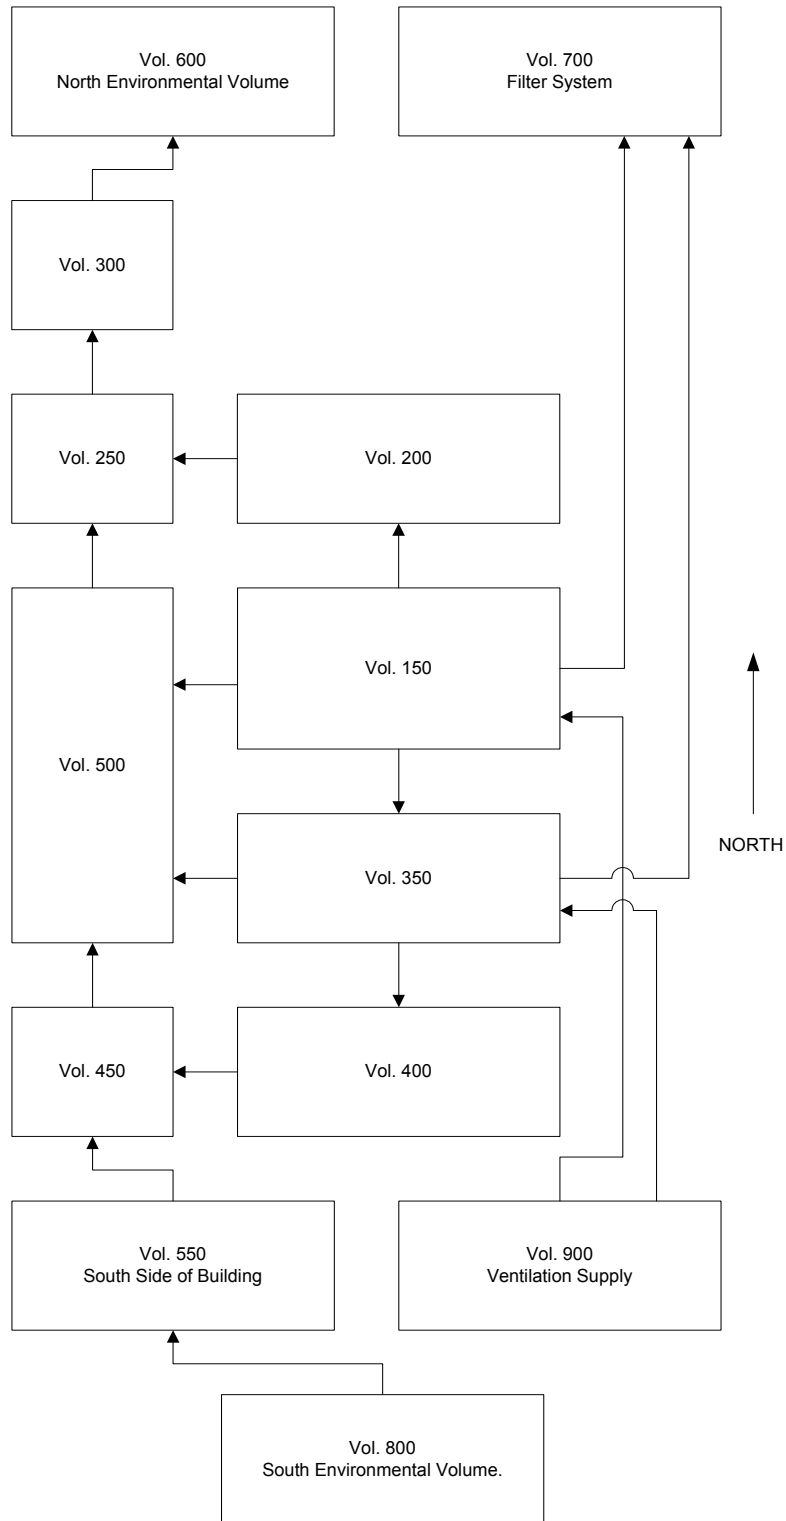 Vol. 600
North Environmental Volume
Vol. 700
Filter System
Vol. 300
Vol. 250
Vol. 200
Vol. 150
Vol. 500
NORTH
Vol. 350
Vol. 450
Vol. 400
Vol. 550
South Side of Building
Vol. 900
Ventilation Supply
Vol. 800
South Environmental Volume.